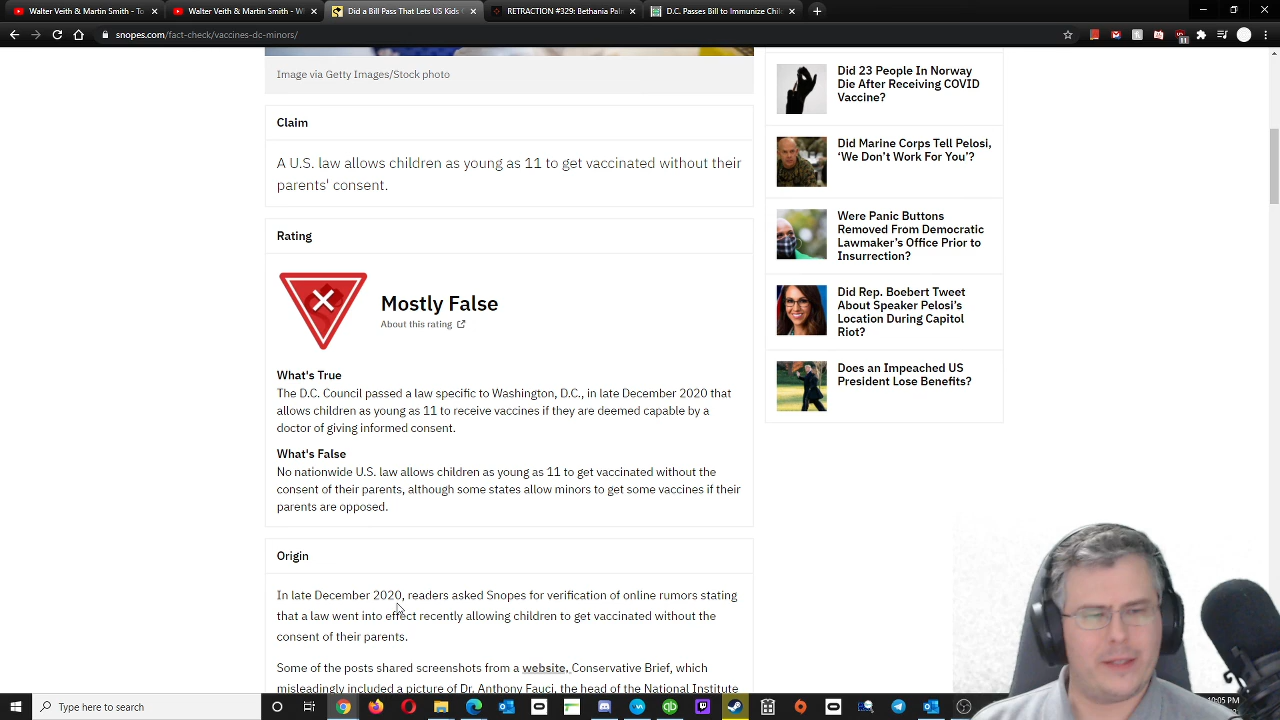 Walter Veith & Martin Smith - To
Walter Veith & Martin Smith - W
Did a Bill Pass That Lets US Kids
RETRACTION #329: Bethania Pal
D.C. Passes Bill to Immunize Chil
snopes.com/fact-check/vaccines-dc-minors/
11
Image via Getty Images/Stock photo
Claim
A U.S. law allows children as young as 11 to get vaccinated without their
parents' consent.
Rating
Mostly False
About this rating
What's True
The D.C. Council passed a law specific to Washington, D.C., in late December 2020 that
allows children as young as 11 to receive vaccines if they are deemed capable by a
doctor of giving informed consent.
What's False
No nationwide U.S. law allows children as young as 11 to get vaccinated without the
consent of their parents, although some states allow minors to get some vaccines if their
parents are opposed.
Origin
In late December 2020, readers asked Snopes for verification of online rumors stating
that a law went into effect recently allowing children to get vaccinated without the
consent of their parents.
Some of the posts shared screenshots from a website, Conservative Brief, which
misleadingly included a picture of Dr. Anthony Fauci, the head of the National Institute
Did 23 People In Norway
Die After Receiving COVID
Vaccine?
Did Marine Corps Tell Pelosi,
‘We Don’t Work For You’?
Were Panic Buttons
Removed From Democratic
Lawmaker’s Office Prior to
Insurrection?
Did Rep. Boebert Tweet
About Speaker Pelosi’s
Location During Capitol
Riot?
Does an Impeached US
President Lose Benefits?
Type here to search
:05 PM